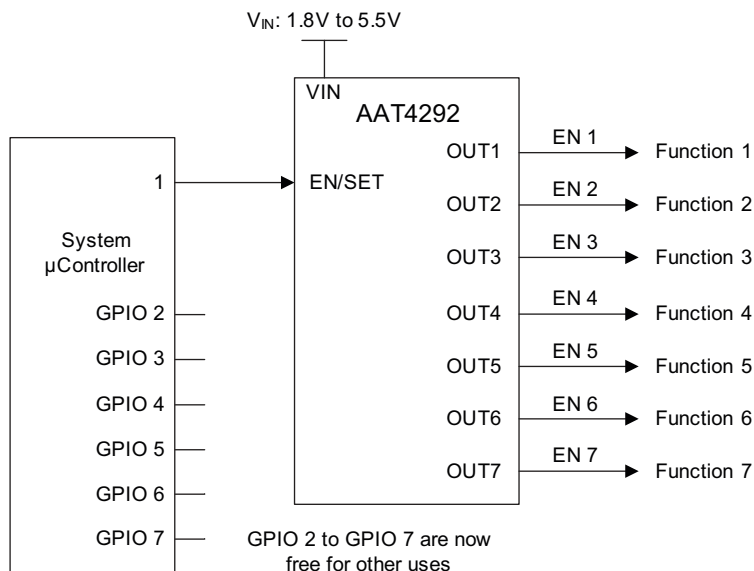 V_IN: 1.8V to 5.5V
VIN
AAT4292
1
EN/SET
System
µController
GPIO 2
GPIO 3
GPIO 4
GPIO 5
GPIO 6
GPIO 7
OUT1
EN 1
Function 1
OUT2
EN 2
Function 2
OUT3
EN 3
Function 3
OUT4
EN 4
Function 4
OUT5
EN 5
Function 5
OUT6
EN 6
Function 6
OUT7
EN 7
Function 7
GPIO 2 to GPIO 7 are now
free for other uses